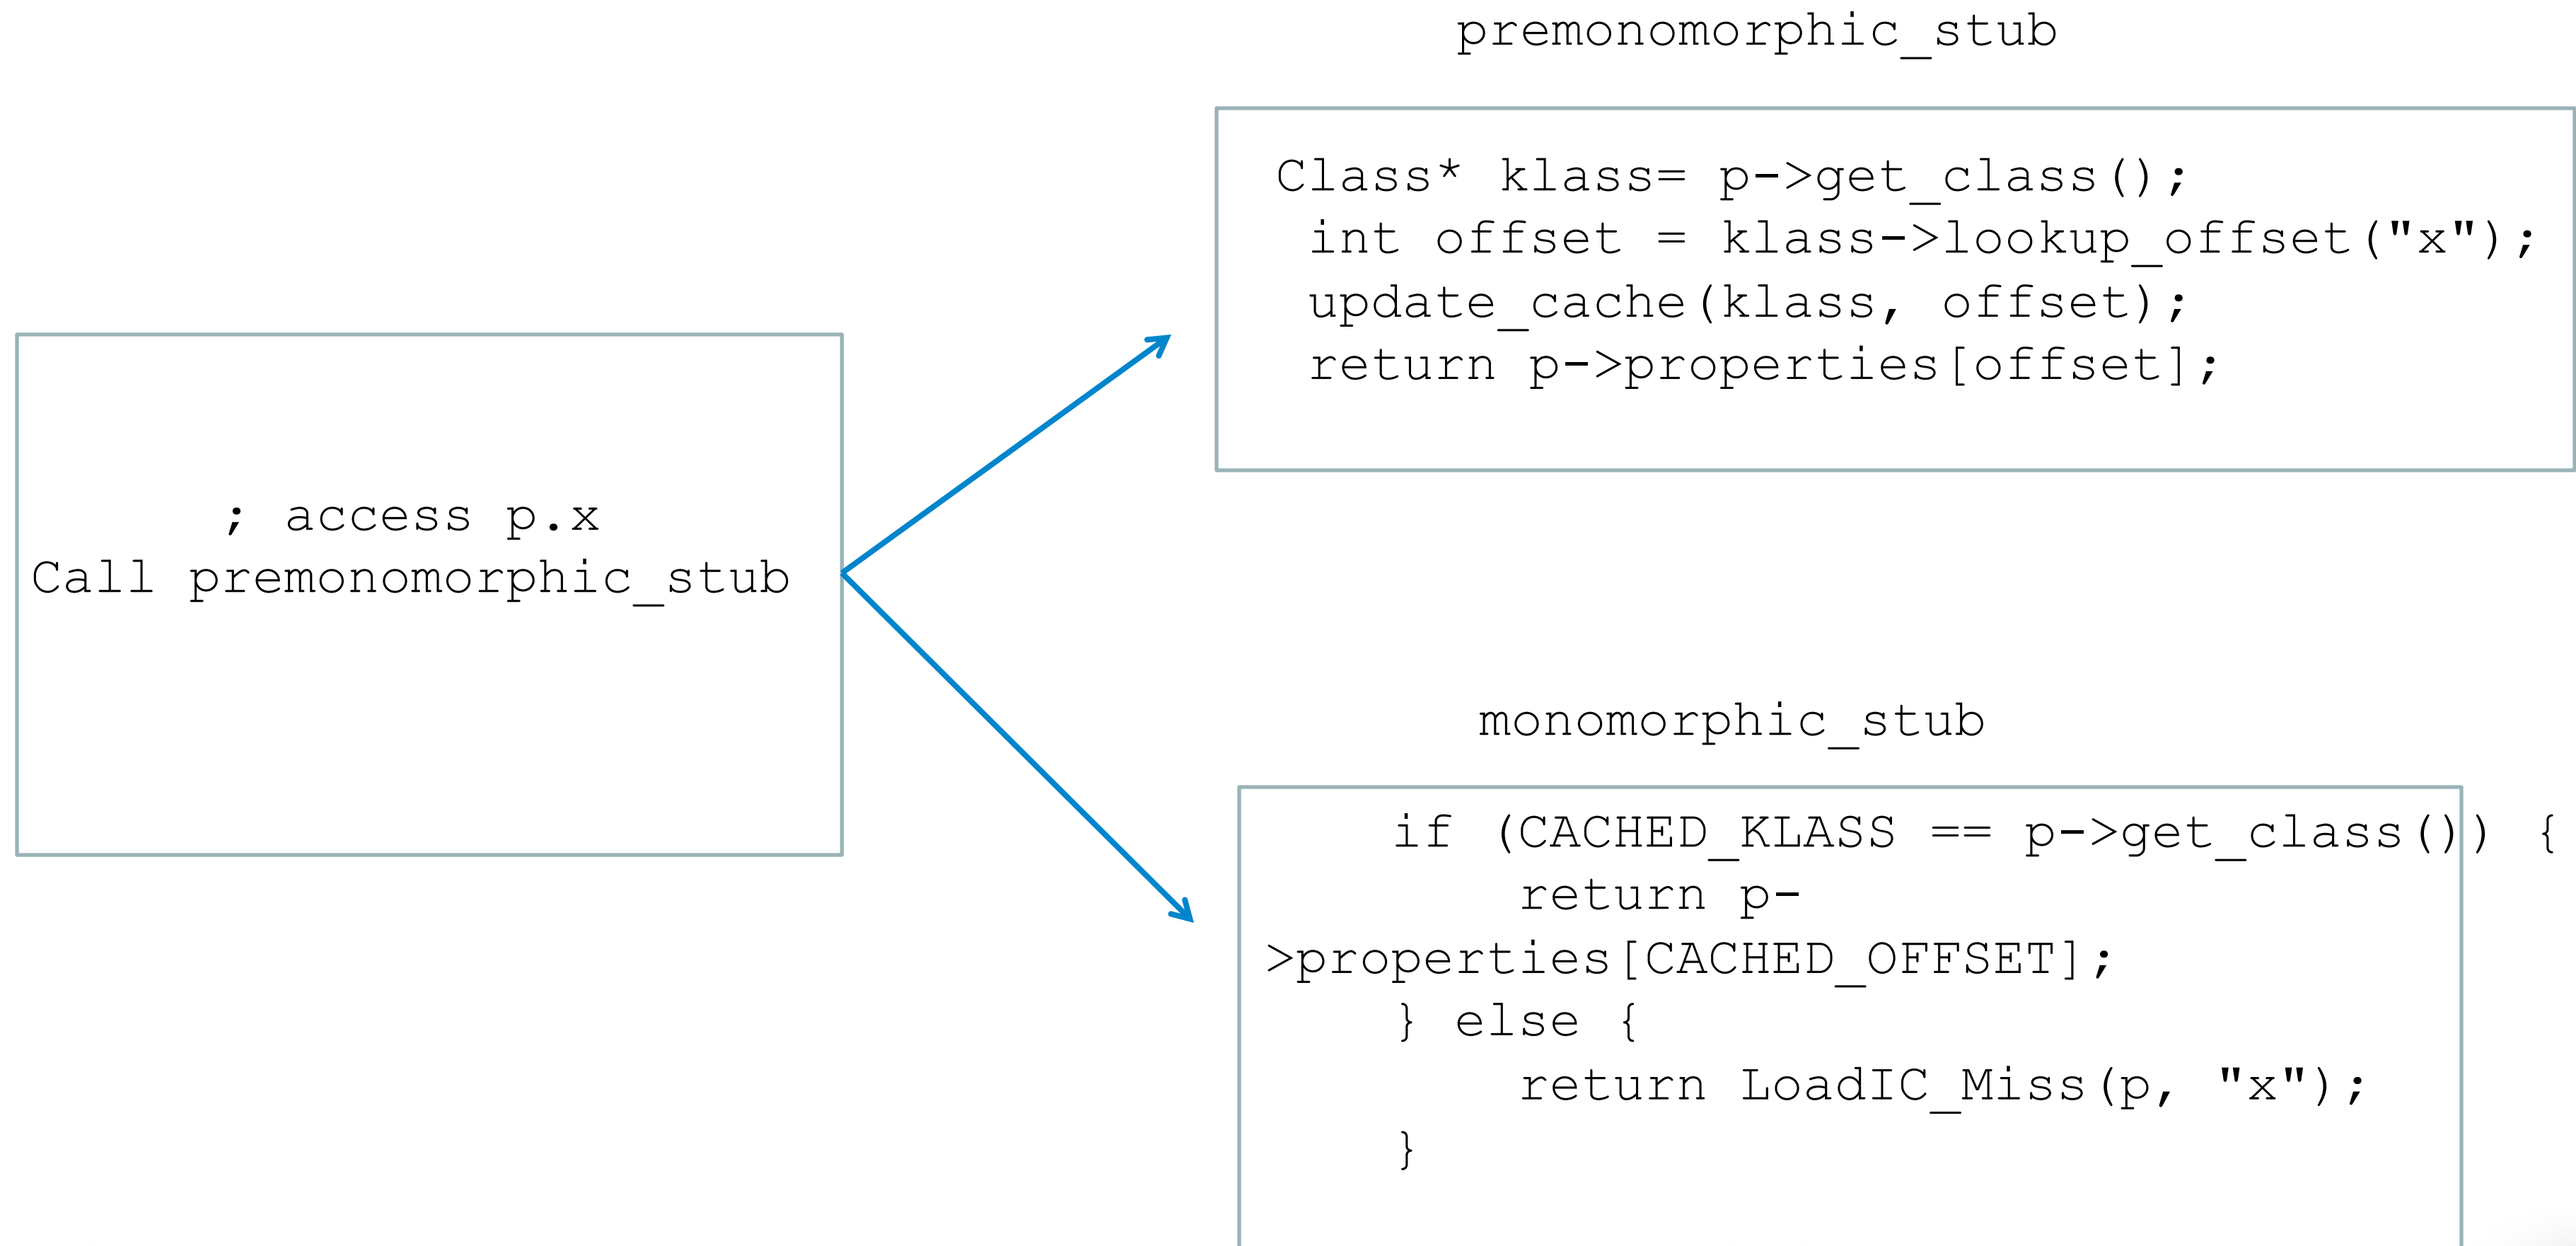 premonomorphic_stub
Class* klass= p->get_class();
int offset = klass->lookup_offset("x");
update_cache(klass, offset);
return p->properties[offset];
; access p.x
Call premonomorphic_stub
monomorphic_stub
if (CACHED_KLASS == p->get_class()) {
return p-
>properties[CACHED_OFFSET];
} else {
return LoadIC_Miss(p, "x");
}